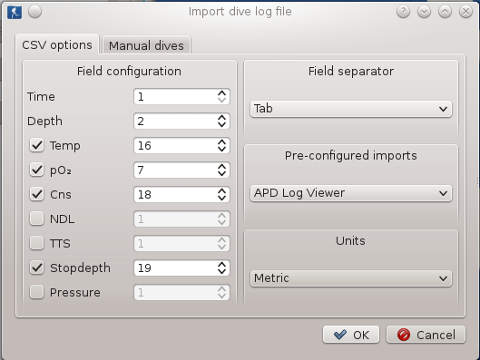 Import dive log file
CSV options
Manual dives
Field configuration
Time 1
Depth 2
Temp 16
pO₂ 7
Cns 18
NDL 1
TTS 1
Stopdepth 19
Pressure 1
Field separator
Tab
Pre-configured imports
APD Log Viewer
Units
Metric
OK
Cancel